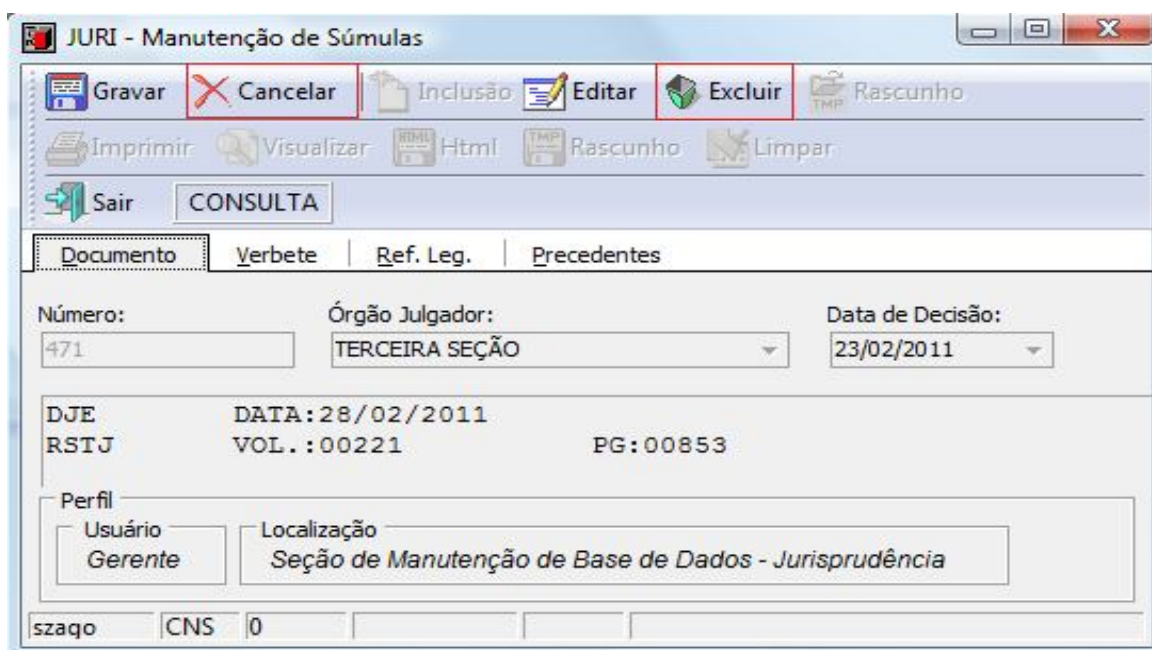 JURI - Manutenção de Súmulas
Gravar Cancelar Inclusão Editar Excluir TMP Rascunho
Imprimir Visualizar HTML Html TMP Rascunho Limpar
Sair CONSULTA
Documento Verbete Ref. Leg. Precedentes
Número: Órgão Julgador: Data de Decisão:
471 TERCEIRA SEÇÃO 23/02/2011
DJE DATA:28/02/2011
RSTJ VOL.:00221 PG:00853
Perfil
Usuário Localização
Gerente Seção de Manutenção de Base de Dados - Jurisprudência
szago CNS 0